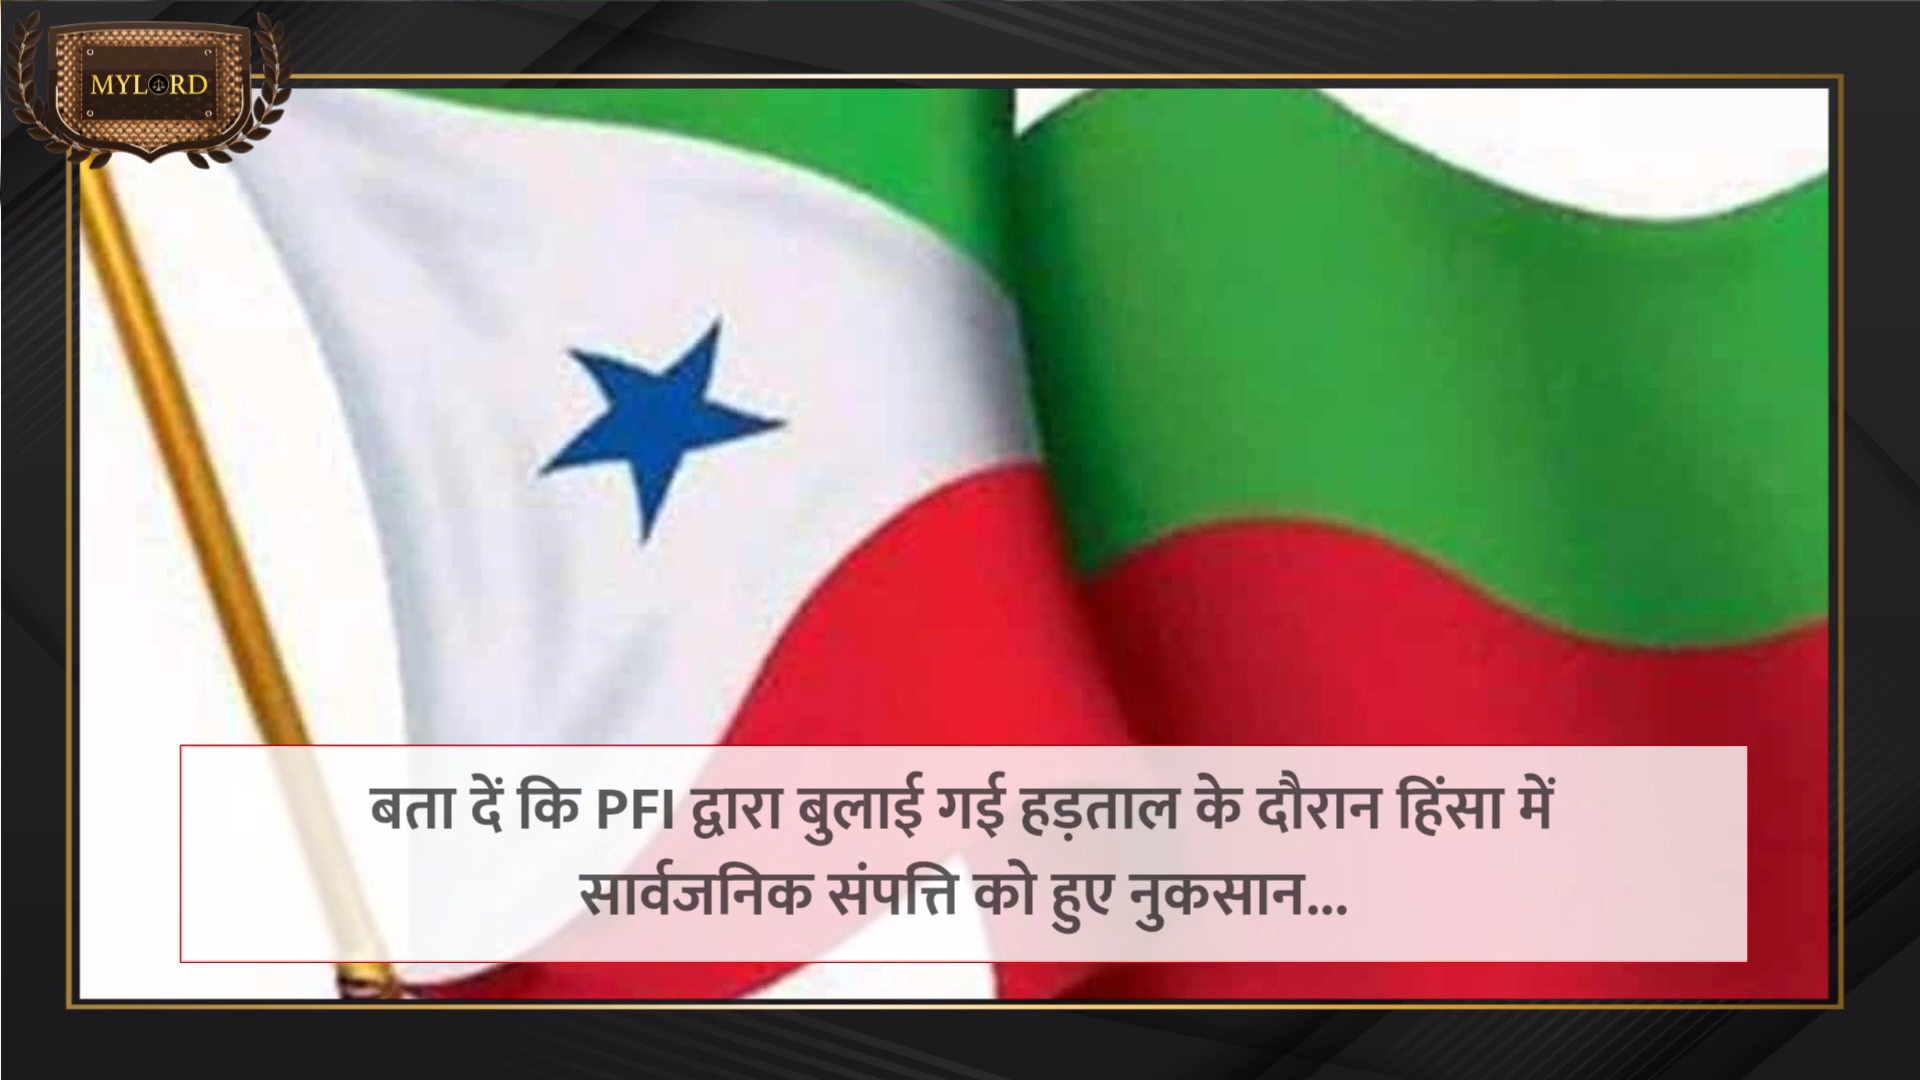 MYLORD
बता दें कि PFI द्वारा बुलाई गई हड़ताल के दौरान हिंसा में
सार्वजनिक संपत्ति को हुए नुकसान...